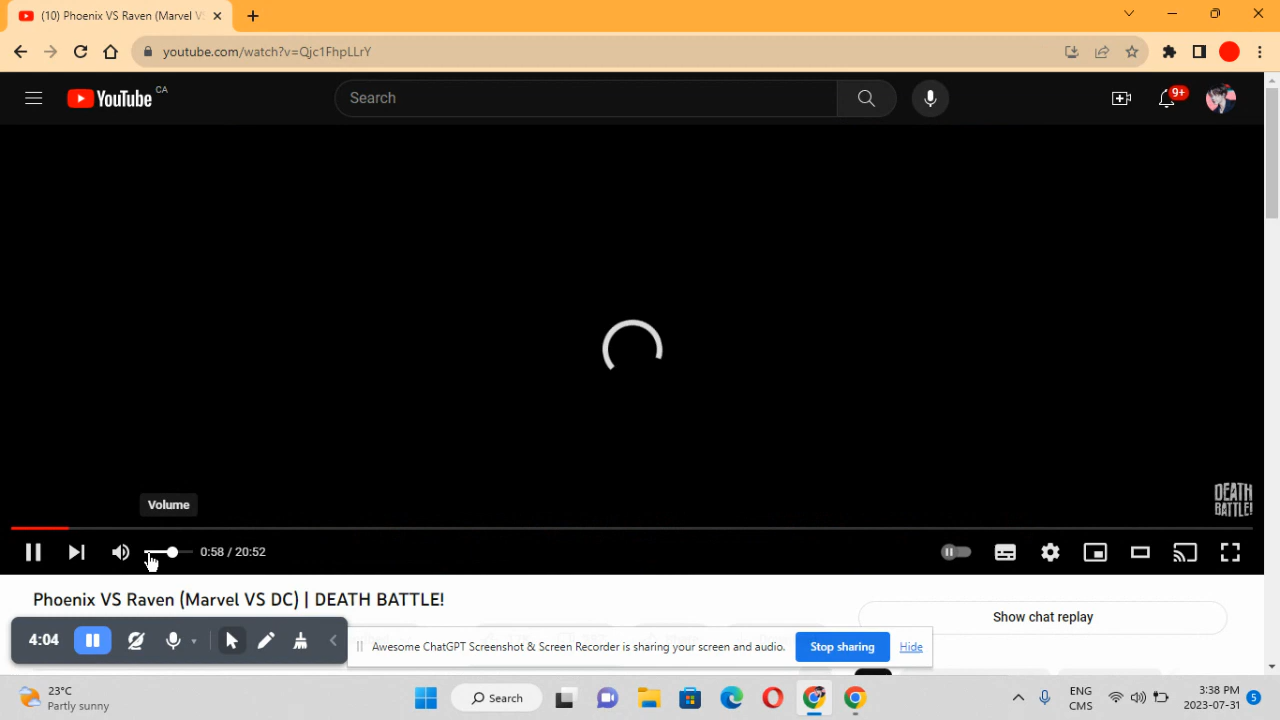 (10) Phoenix VS Raven (Marvel VS
youtube.com/watch?v=Qjc1FhpLLrY
YouTube CA
Search
9+
DEATH BATTLE!
Volume
0:58 / 20:52
Phoenix VS Raven (Marvel VS DC) | DEATH BATTLE!
Show chat replay
4:04
Awesome ChatGPT Screenshot & Screen Recorder is sharing your screen and audio.
Stop sharing
Hide
23°C
Partly sunny
Search
ENG
CMS
3:38 PM
2023-07-31
5